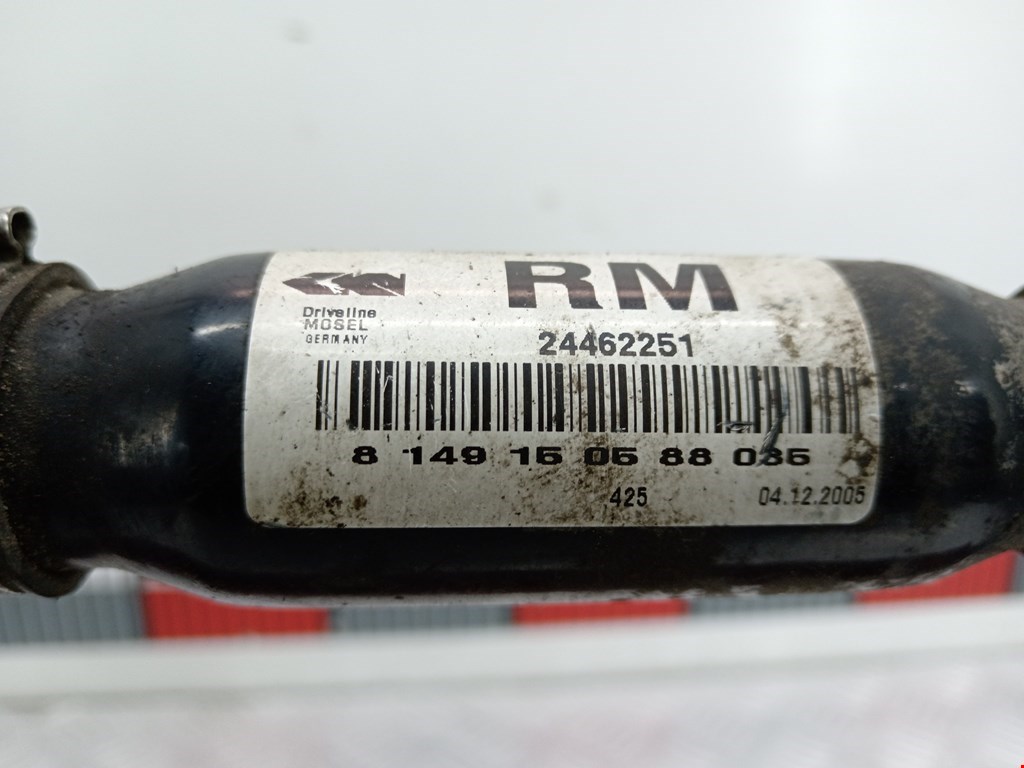 RM
Driveline
MOSEL
GERMANY
24462251
8 149 15 05 88 035
425 04.12.2005